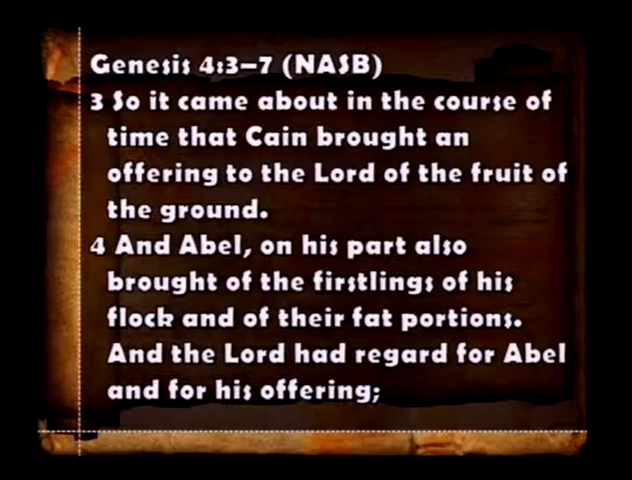 Genesis 4:3–7 (NASB)
3 So it came about in the course of
time that Cain brought an
offering to the Lord of the fruit of
the ground.
4 And Abel, on his part also
brought of the firstlings of his
flock and of their fat portions.
And the Lord had regard for Abel
and for his offering;